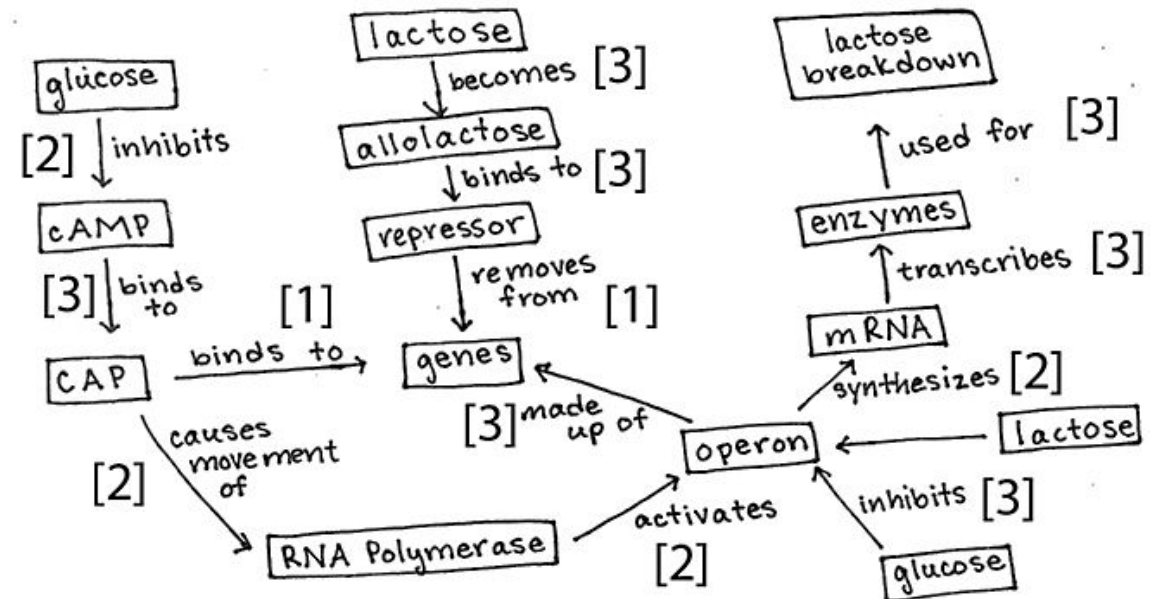 glucose
[2] inhibits
cAMP
[3] binds
to
CAP
binds to
[1]
causes
movement
of
[2]
RNA Polymerase
activates
[2]
lactose
becomes [3]
allolactose
binds to [3]
repressor
removes
from [1]
genes
[3] made
up of
operon
lactose
breakdown
used for [3]
enzymes
transcribes [3]
mRNA
synthesizes [2]
lactose
inhibits [3]
glucose